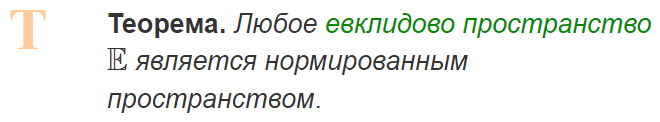 Т Теорема. Любое евклидово пространство
𝔼 является нормированным
пространством.